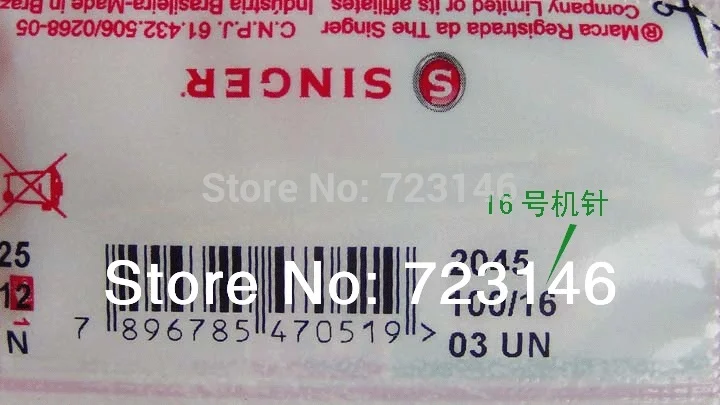 Company Limited or its affiliates
®Marca Registrada da The Singer
Indústria Brasileira-Made in Braz
C.N.P.J. 61.432.506/0268-05
SINGER
Store No: 723146
16 号机针
25
12
N
2045
100/16
03 UN
Store No: 723146
7 896785 470519 >